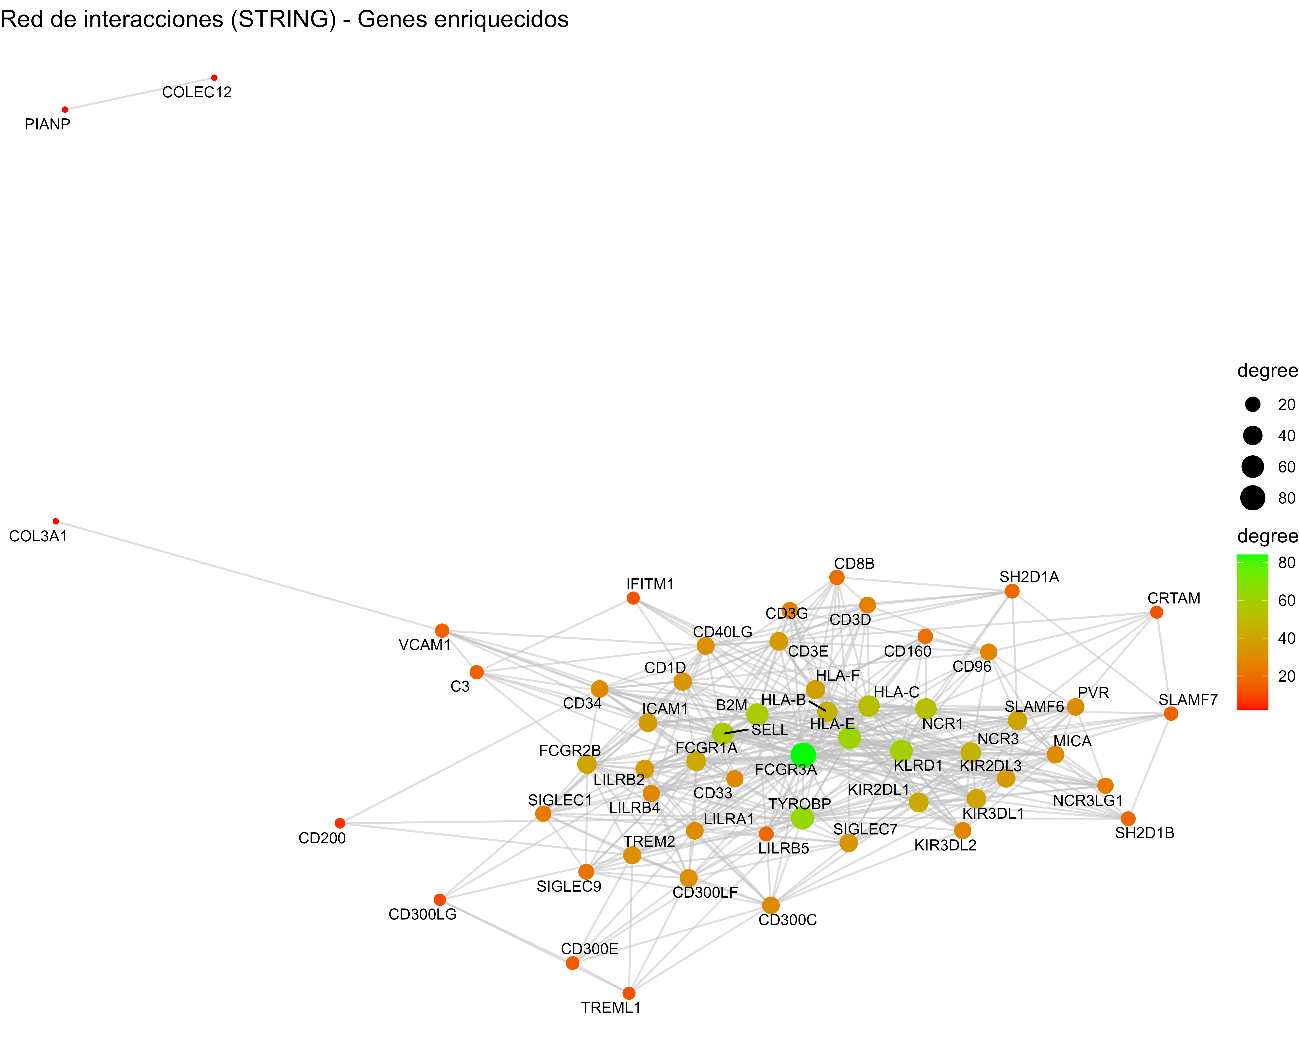 Red de interacciones (STRING) - Genes enriquecidos
COLEC12
PIANP
degree
20
40
60
80
COL3A1
degree
80
60
40
20
CD8B
SH2D1A
IFITM1
CRTAM
CD3G
CD3D
CD40LG
VCAM1
CD3E
CD160
CD96
CD1D
HLA-F
C3
HLA-B
HLA-C
PVR
SLAMF7
CD34
B2M
SLAMF6
ICAM1
HLA-E
NCR1
SELL
NCR3
MICA
FCGR2B
FCGR1A
FCGR3A
KLRD1
KIR2DL3
LILRB2
CD33
KIR2DL1
NCR3LG1
SIGLEC1
LILRB4
TYROBP
KIR3DL1
LILRA1
SIGLEC7
SH2D1B
CD200
TREM2
LILRB5
KIR3DL2
SIGLEC9
CD300LF
CD300LG
CD300C
CD300E
TREML1